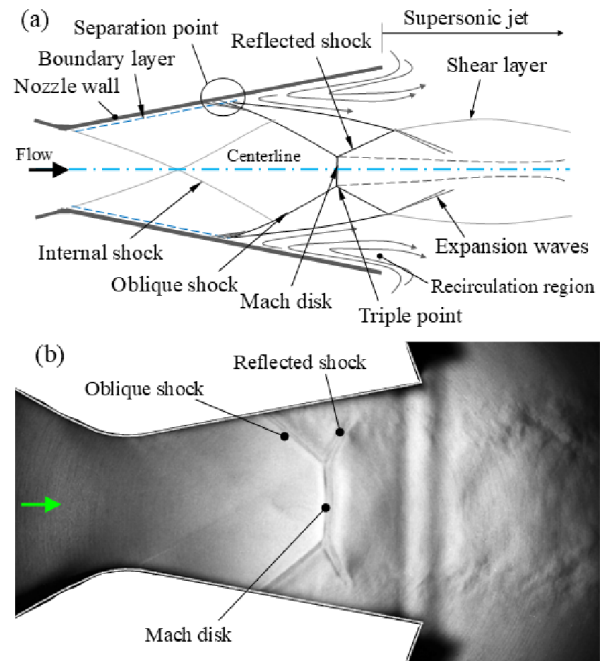 (a)
Separation point
Boundary layer
Nozzle wall
Reflected shock
Supersonic jet
Shear layer
Flow
Centerline
Internal shock
Oblique shock
Mach disk
Triple point
Expansion waves
Recirculation region
(b)
Oblique shock
Reflected shock
Mach disk